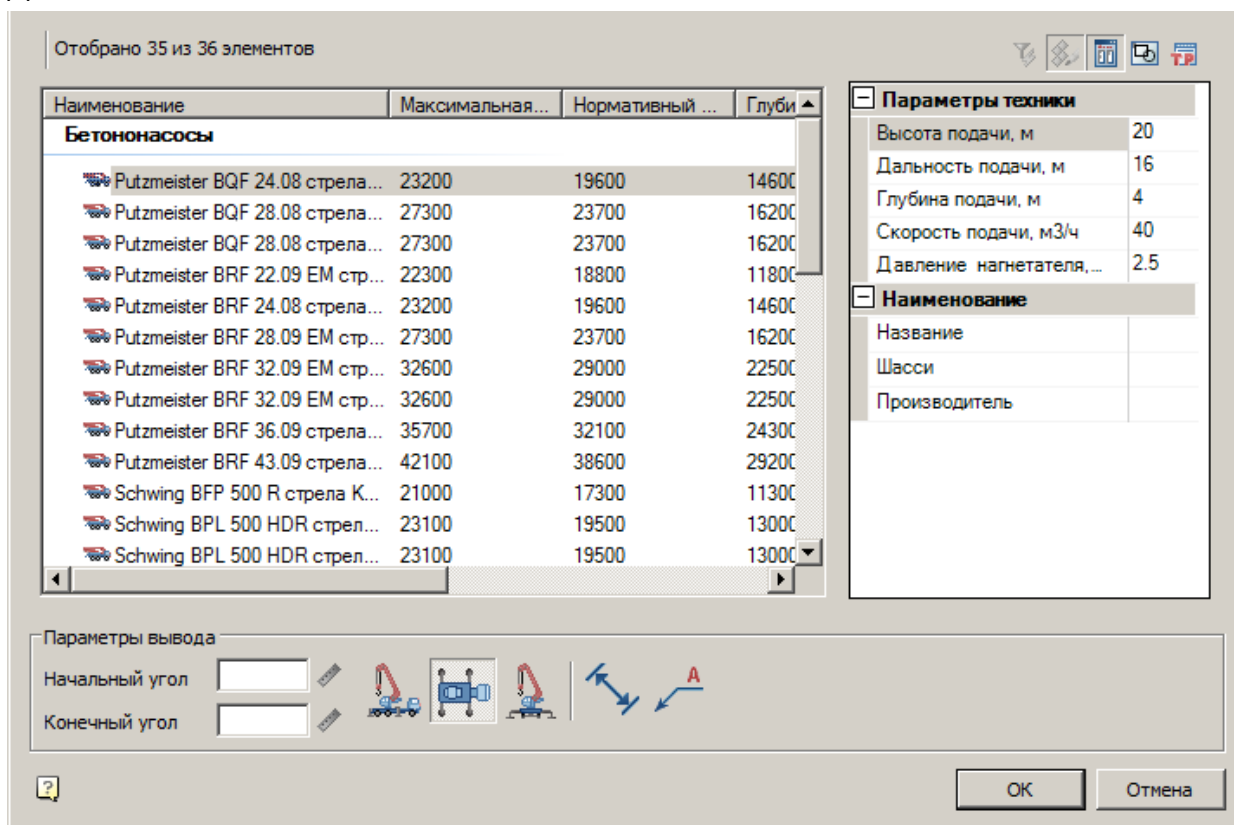 Отобрано 35 из 36 элементов
Т.Р
Наименование Максимальная... Нормативный ... Глуби
Бетононасосы
Putzmeister BQF 24.08 стрела... 23200 19600 14600
Putzmeister BQF 28.08 стрела... 27300 23700 16200
Putzmeister BQF 28.08 стрела... 27300 23700 16200
Putzmeister BRF 22.09 EM стр... 22300 18800 11800
Putzmeister BRF 24.08 стрела... 23200 19600 14600
Putzmeister BRF 28.09 EM стр... 27300 23700 16200
Putzmeister BRF 32.09 EM стр... 32600 29000 22500
Putzmeister BRF 32.09 EM стр... 32600 29000 22500
Putzmeister BRF 36.09 стрела... 35700 32100 24300
Putzmeister BRF 43.09 стрела... 42100 38600 29200
Schwing BFP 500 R стрела K... 21000 17300 11300
Schwing BPL 500 HDR стрел... 23100 19500 13000
Schwing BPL 500 HDR стрел... 23100 19500 13000
Параметры техники
Высота подачи, м 20
Дальность подачи, м 16
Глубина подачи, м 4
Скорость подачи, м3/ч 40
Давление нагнетателя,... 2.5
Наименование
Название
Шасси
Производитель
Параметры вывода
Начальный угол
Конечный угол
A
?
ОК Отмена